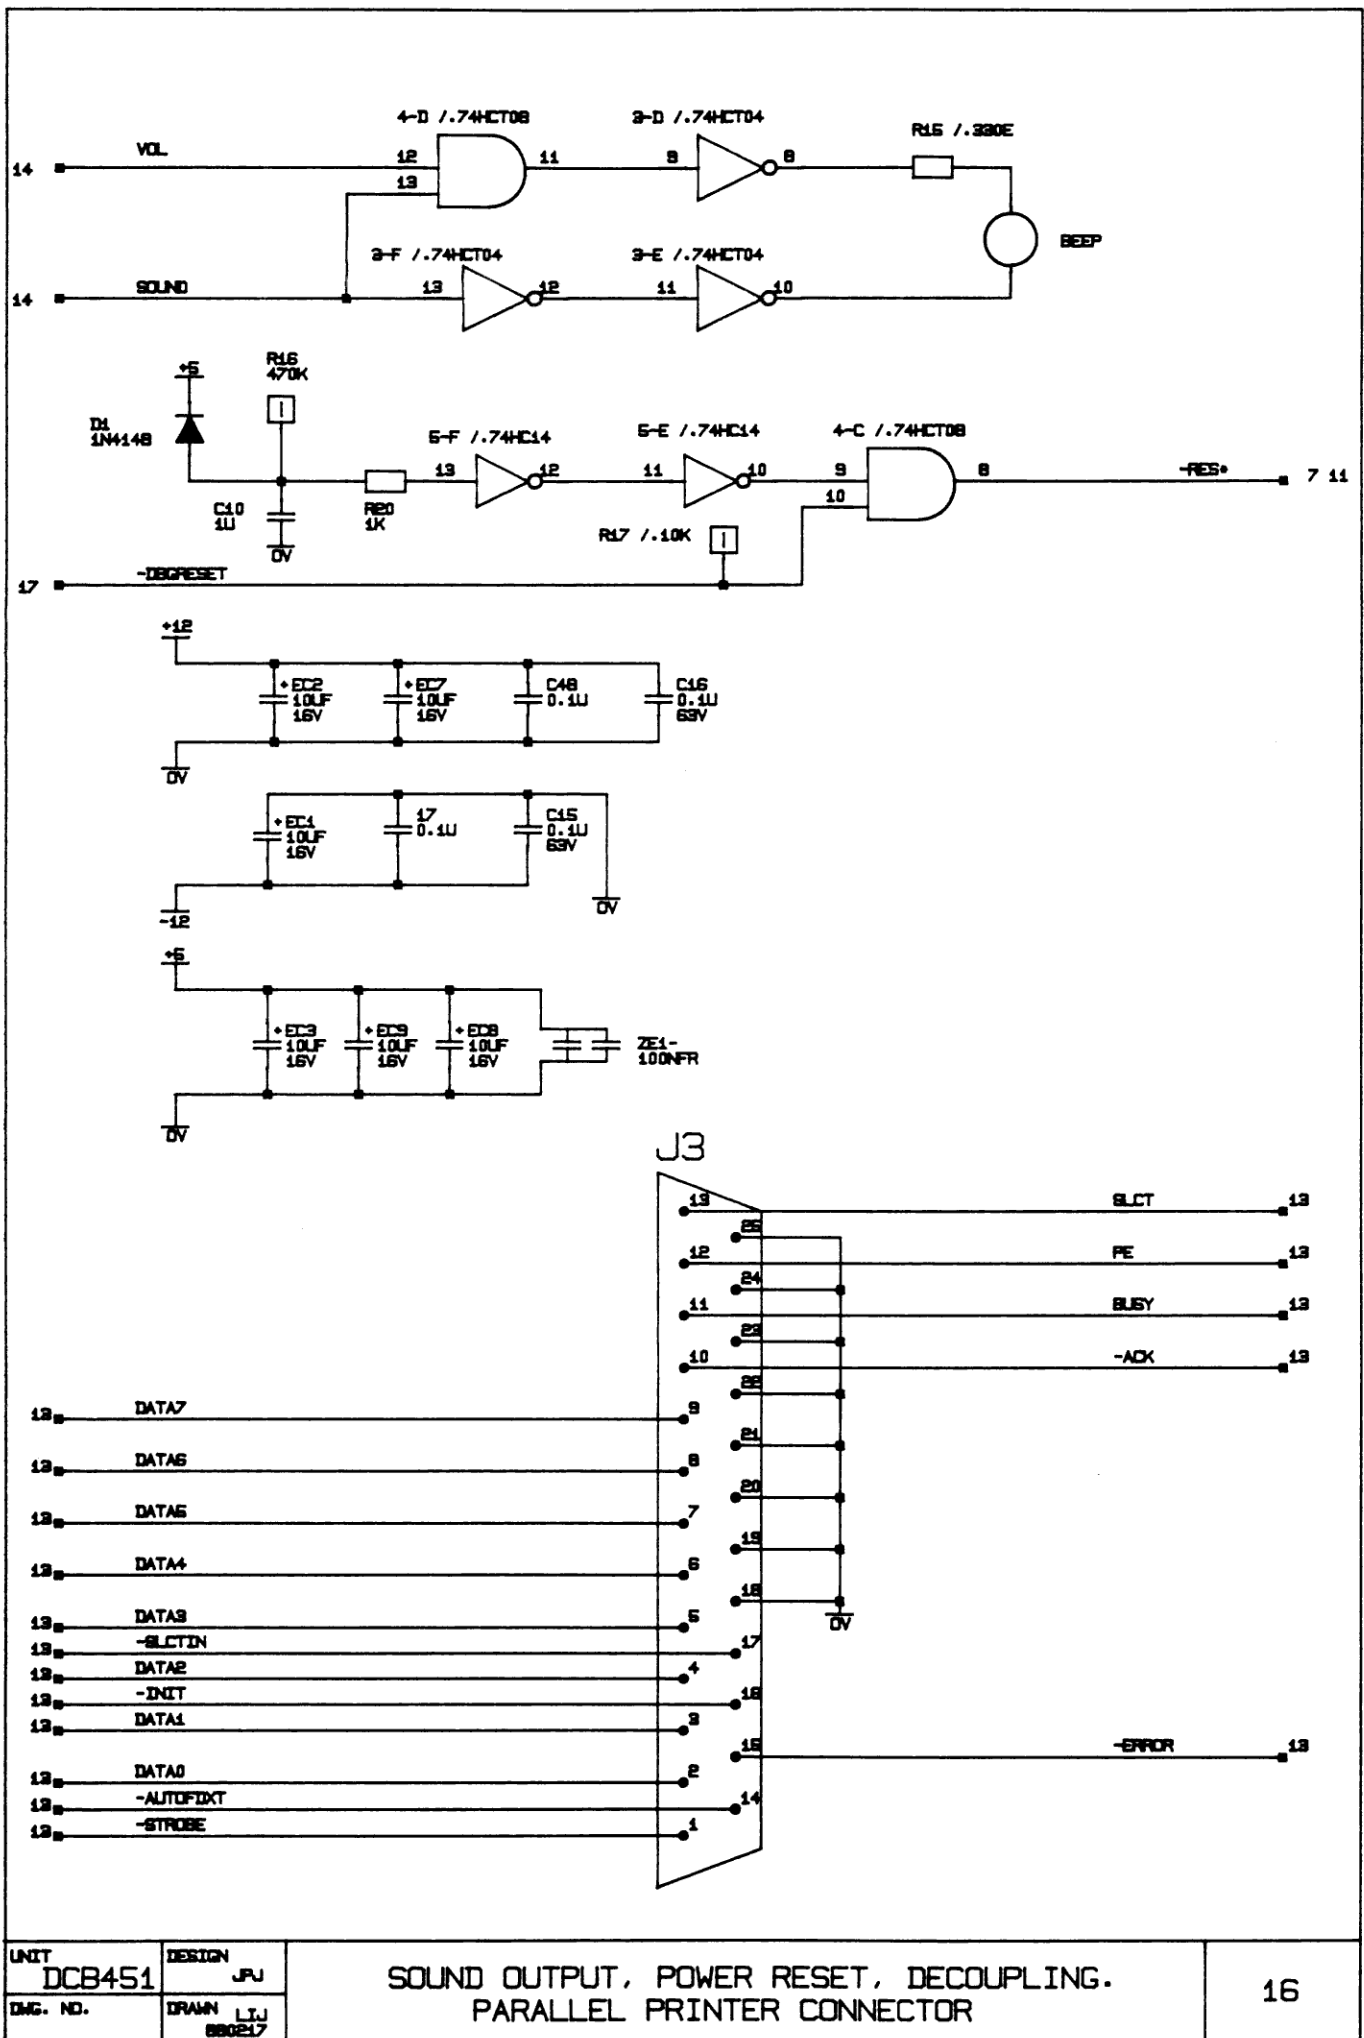 4-D /.74HCT08
3-D /.74HCT04
R15 /.330E
14
VOL
12
11
9
8
13
BEEP
3-F /.74HCT04
3-E /.74HCT04
14
SOUND
13
12
11
10
+5
R16
470K
D1
1N4148
5-F /.74HC14
5-E /.74HC14
4-C /.74HCT08
13
12
11
10
9
8
-RES*
7 11
10
C10
1U
R20
1K
R17 /.10K
0V
17
-DBGRESET
+12
+ EC2
10UF
16V
+ EC7
10UF
16V
C48
0.1U
C16
0.1U
63V
0V
+ EC1
10UF
16V
17
0.1U
C15
0.1U
63V
-12
0V
+5
+ EC3
10UF
16V
+ EC9
10UF
16V
+ EC8
10UF
16V
ZE1-
100NFR
0V
J3
13
SLCT
13
25
12
PE
13
24
11
BUSY
13
23
10
-ACK
13
22
13
DATA7
9
21
13
DATA6
8
20
13
DATA5
7
19
13
DATA4
6
18
0V
13
DATA3
5
13
-SLCTIN
17
13
DATA2
4
13
-INIT
16
13
DATA1
3
15
-ERROR
13
13
DATA0
2
13
-AUTOFDXT
14
13
-STROBE
1
UNIT
DCB451
DESIGN
JPJ
DWG. NO.
DRAWN
LIJ
880217
SOUND OUTPUT, POWER RESET, DECOUPLING.
PARALLEL PRINTER CONNECTOR
16